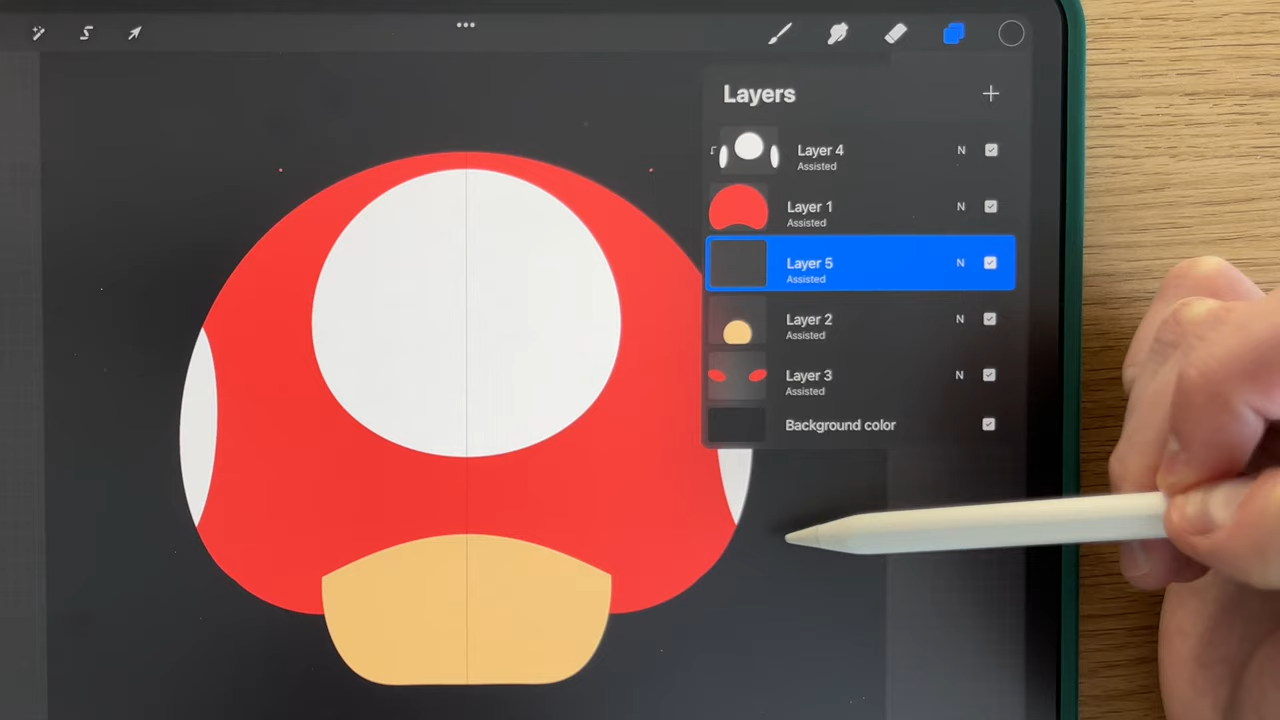 Layers
Layer 4
N
Assisted
Layer 1
N
Assisted
Layer 5
N
Assisted
Layer 2
N
Assisted
Layer 3
N
Assisted
Background color